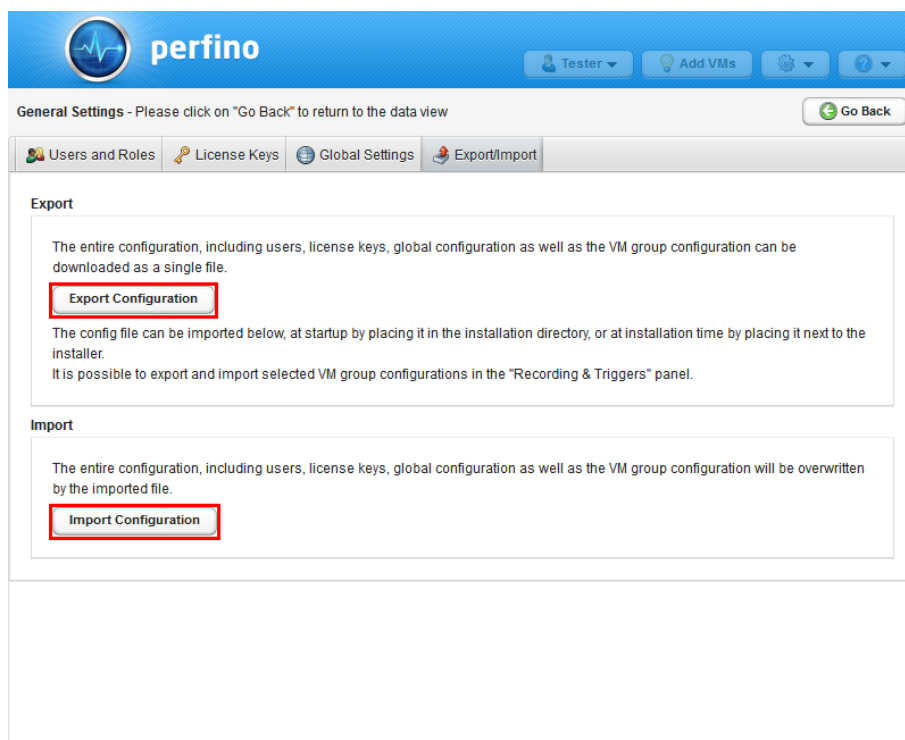 perfino
Tester
Add VMs
General Settings - Please click on "Go Back" to return to the data view
Go Back
Users and Roles
License Keys
Global Settings
Export/Import
Export
The entire configuration, including users, license keys, global configuration as well as the VM group configuration can be
downloaded as a single file.
Export Configuration
The config file can be imported below, at startup by placing it in the installation directory, or at installation time by placing it next to the
installer.
It is possible to export and import selected VM group configurations in the "Recording & Triggers" panel.
Import
The entire configuration, including users, license keys, global configuration as well as the VM group configuration will be overwritten
by the imported file.
Import Configuration